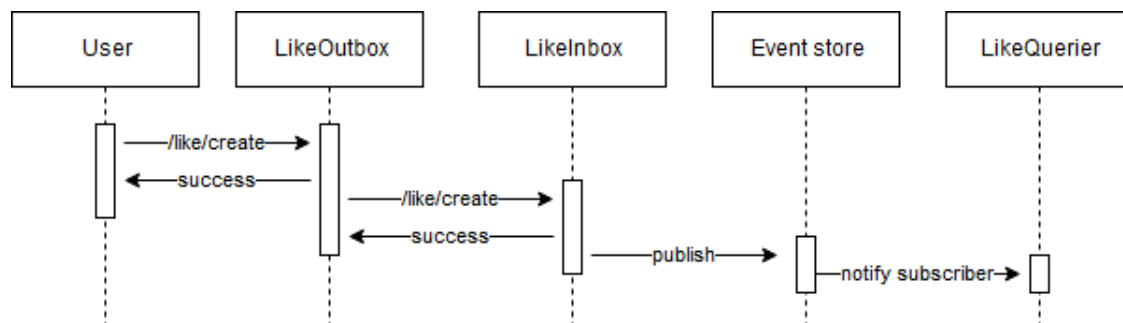 User
LikeOutbox
LikeInbox
Event store
LikeQuerier
/like/create
success
/like/create
success
publish
notify subscriber